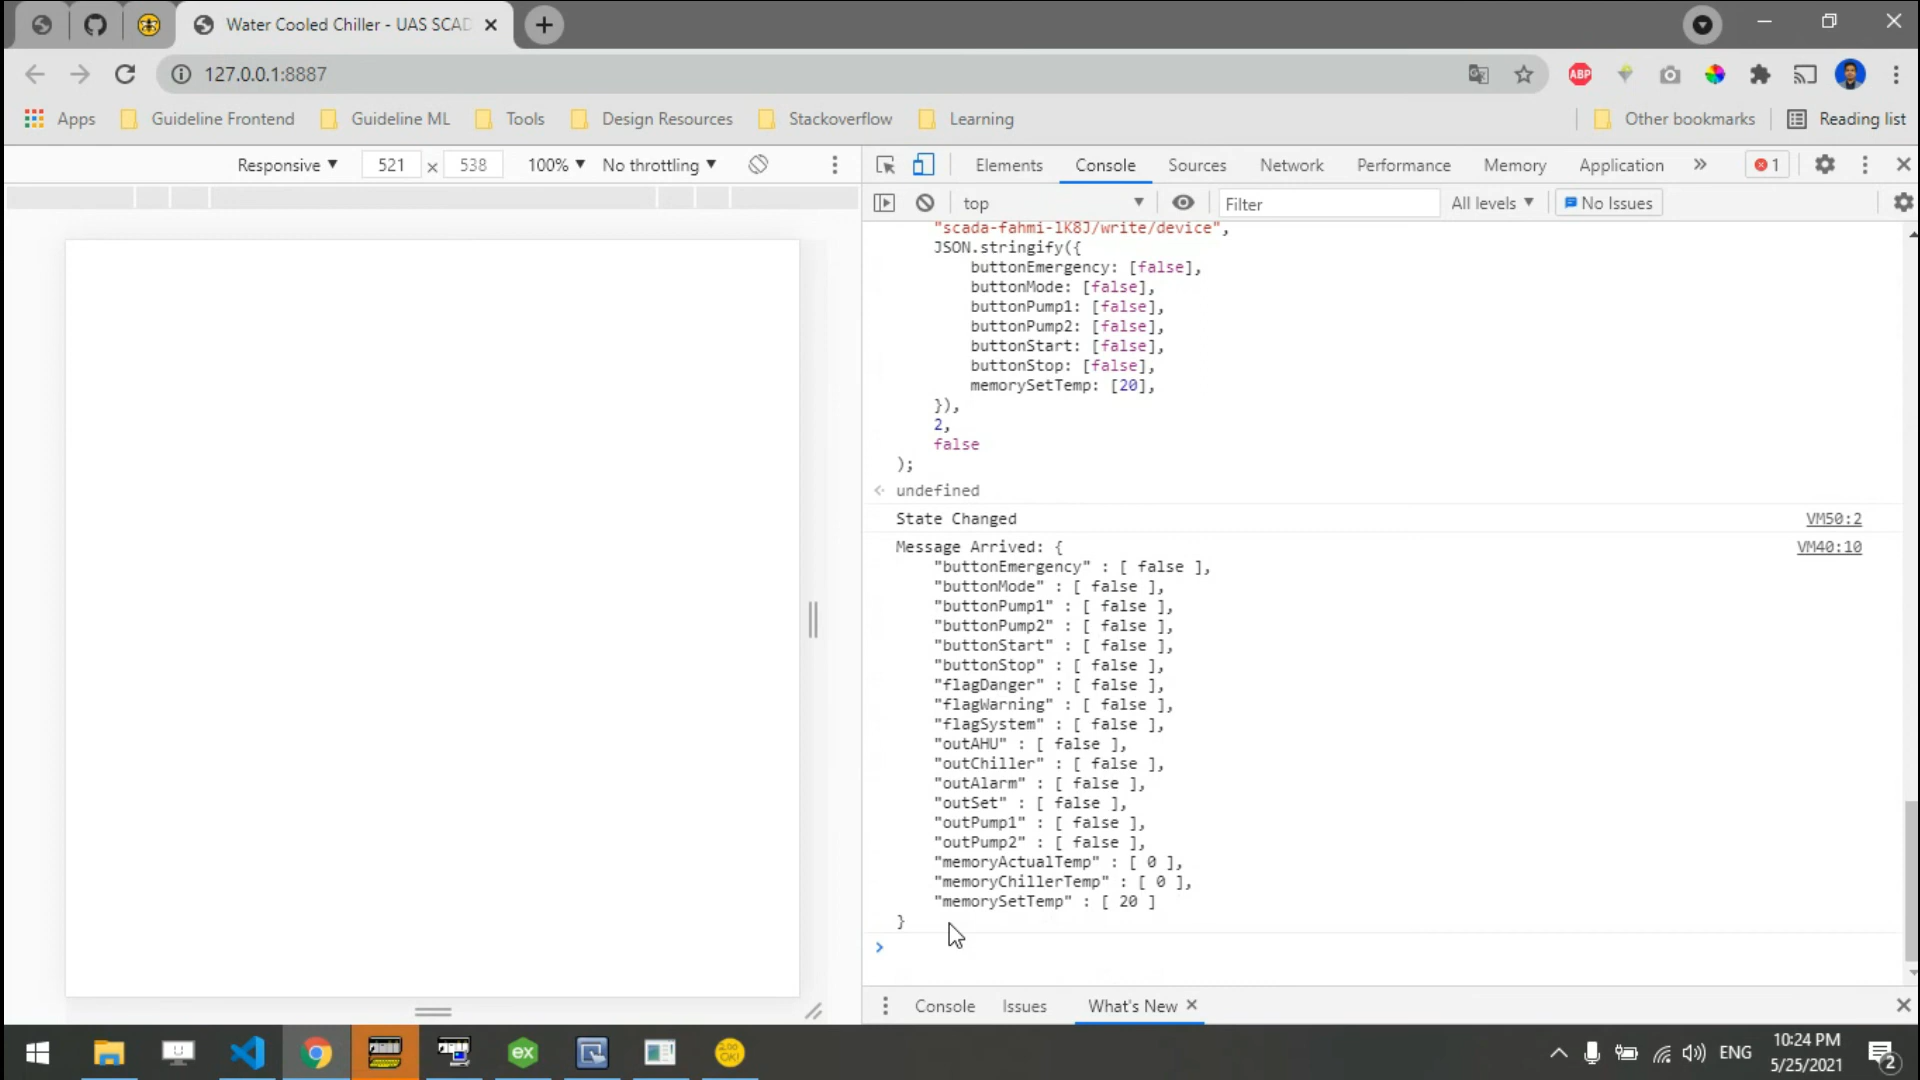 Water Cooled Chiller - UAS SCAD
127.0.0.1:8887
ABP
Apps
Guideline Frontend
Guideline ML
Tools
Design Resources
Stackoverflow
Learning
Other bookmarks
Reading list
Responsive
521
x
538
100%
No throttling
Elements
Console
Sources
Network
Performance
Memory
Application
1
top
Filter
All levels
No Issues
"scada-fahmi-lK8J/write/device",
JSON.stringify({
buttonEmergency: [false],
buttonMode: [false],
buttonPump1: [false],
buttonPump2: [false],
buttonStart: [false],
buttonStop: [false],
memorySetTemp: [20],
}),
2,
false
);
undefined
State Changed
VM50:2
Message Arrived: {
VM40:10
"buttonEmergency" : [ false ],
"buttonMode" : [ false ],
"buttonPump1" : [ false ],
"buttonPump2" : [ false ],
"buttonStart" : [ false ],
"buttonStop" : [ false ],
"flagDanger" : [ false ],
"flagWarning" : [ false ],
"flagSystem" : [ false ],
"outAHU" : [ false ],
"outChiller" : [ false ],
"outAlarm" : [ false ],
"outSet" : [ false ],
"outPump1" : [ false ],
"outPump2" : [ false ],
"memoryActualTemp" : [ 0 ],
"memoryChillerTemp" : [ 0 ],
"memorySetTemp" : [ 20 ]
}
Console
Issues
What's New
ex
ENG
10:24 PM
5/25/2021
2